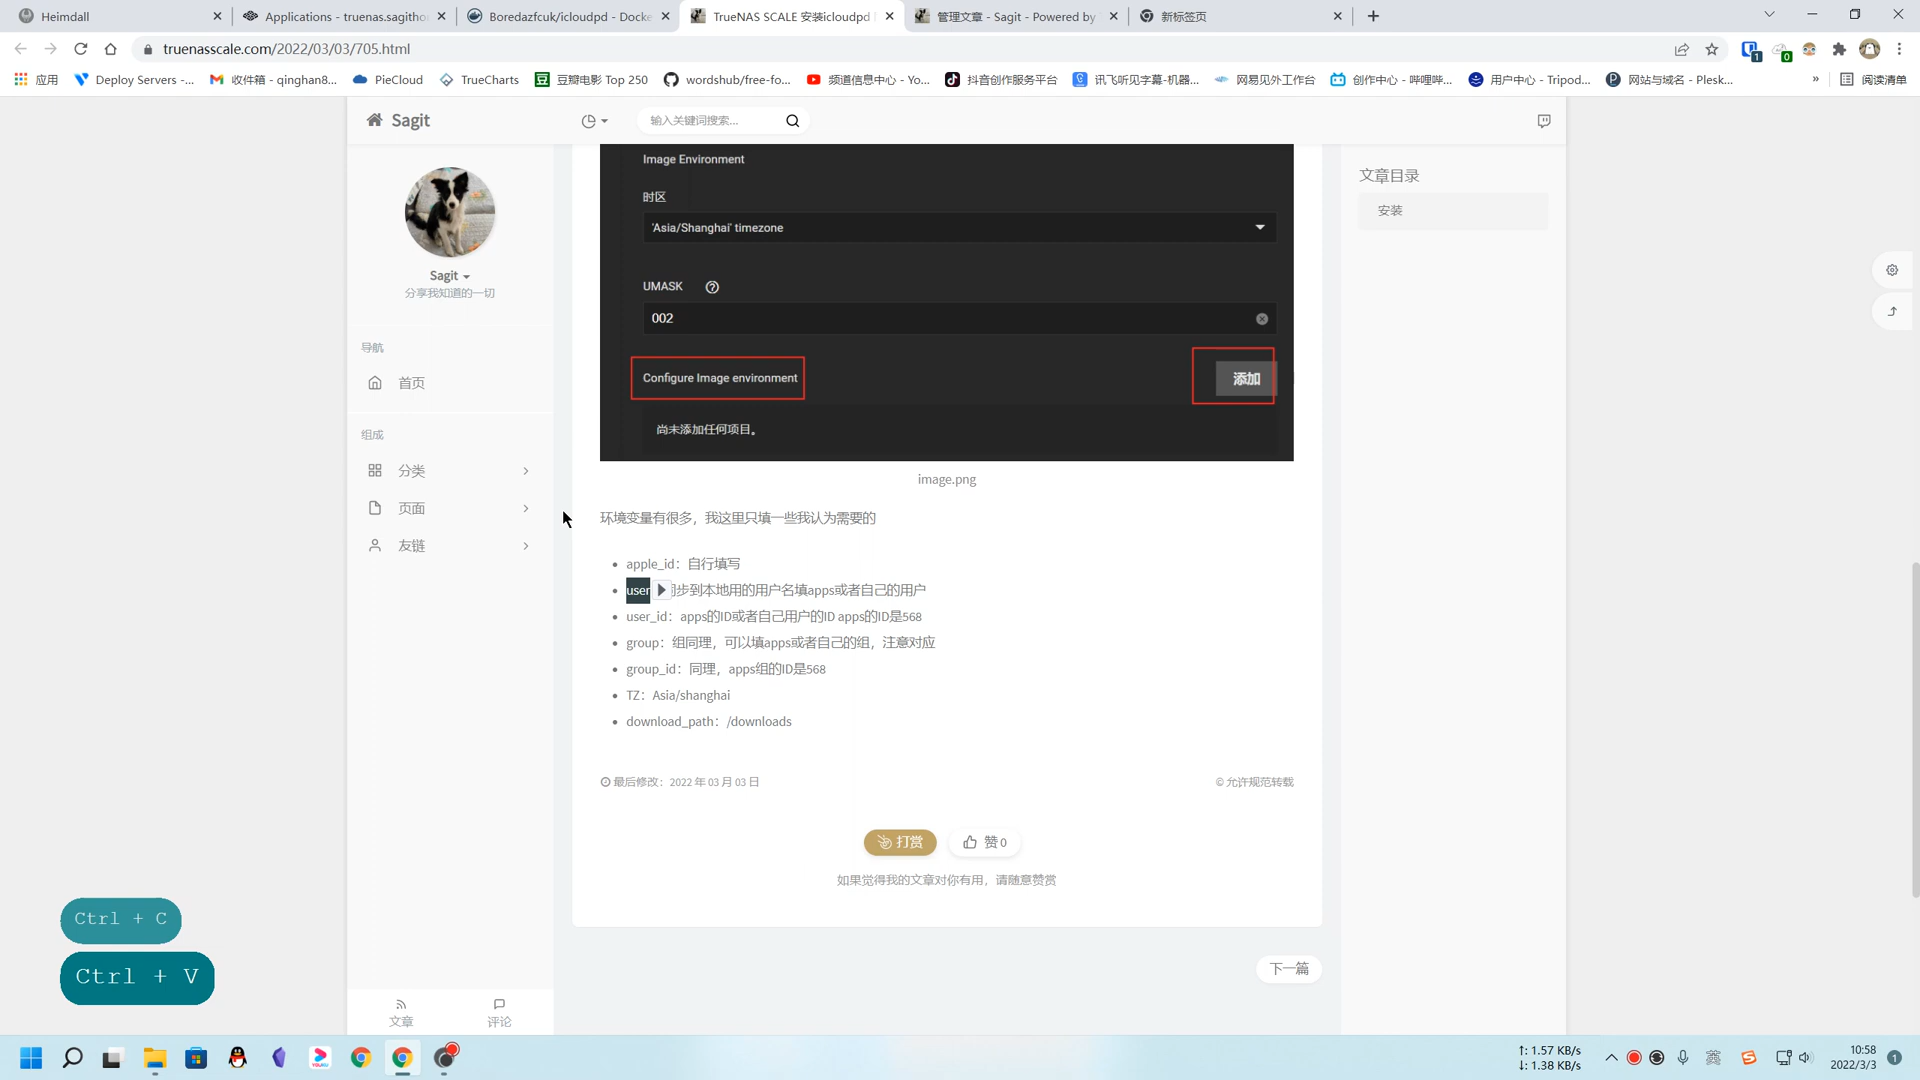 Heimdall
Applications - truenas.sagitho
Boredazfcuk/icloudpd - Docke
TrueNAS SCALE 安装icloudpd
管理文章 - Sagit - Powered by
新标签页
truenasscale.com/2022/03/03/705.html
1
0
应用
Deploy Servers -...
收件箱 - qinghan8...
PieCloud
TrueCharts
豆瓣电影 Top 250
wordshub/free-fo...
频道信息中心 - Yo...
抖音创作服务平台
讯飞听见字幕-机器...
网易见外工作台
创作中心 - 哔哩哔...
用户中心 - Tripod...
网站与域名 - Plesk...
»
阅读清单
Sagit
输入关键词搜索...
Sagit
分享我知道的一切
导航
首页
组成
分类
页面
友链
文章
评论
Image Environment
时区
'Asia/Shanghai' timezone
UMASK
002
Configure Image environment
添加
尚未添加任何项目。
image.png
环境变量有很多，我这里只填一些我认为需要的
• apple_id：自行填写
• user 步到本地用的用户名填apps或者自己的用户
• user_id：apps的ID或者自己用户的ID apps的ID是568
• group：组同理，可以填apps或者自己的组，注意对应
• group_id：同理，apps组的ID是568
• TZ：Asia/shanghai
• download_path：/downloads
最后修改：2022 年 03 月 03 日
© 允许规范转载
打赏
赞 0
如果觉得我的文章对你有用，请随意赞赏
下一篇
文章目录
安装
Ctrl + C
Ctrl + V
YOUKU
↑: 1.57 KB/s
↓: 1.38 KB/s
英
10:58
2022/3/3
1